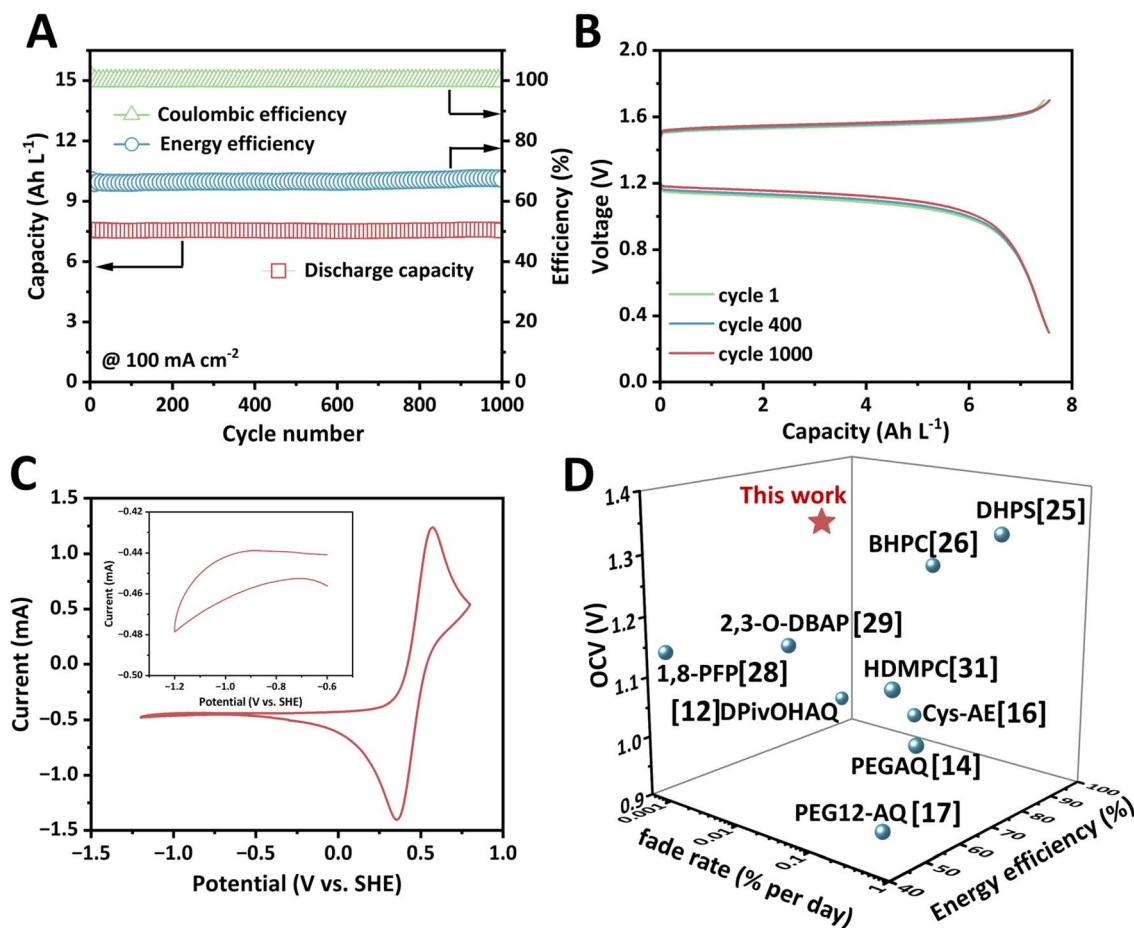 A
Capacity (Ah L⁻¹)
15
12
9
6
3
0
Coulombic efficiency
Energy efficiency
Discharge capacity
@ 100 mA cm⁻²
0
200
400
600
800
1000
Cycle number
100
80
60
40
20
0
Efficiency (%)
B
Voltage (V)
2.0
1.6
1.2
0.8
0.4
0.0
cycle 1
cycle 400
cycle 1000
0
2
4
6
8
Capacity (Ah L⁻¹)
C
Current (mA)
1.5
1.0
0.5
0.0
−0.5
−1.0
−1.5
Current (mA)
−0.42
−0.44
−0.46
−0.48
−0.50
−1.2
−1.0
−0.8
−0.6
Potential (V vs. SHE)
−1.5
−1.0
−0.5
0.0
0.5
1.0
Potential (V vs. SHE)
D
OCV (V)
1.4
1.3
1.2
1.1
1.0
0.9
This work
DHPS[25]
BHPC[26]
2,3-O-DBAP [29]
1,8-PFP[28]
HDMPC[31]
[12]DPivOHAQ
Cys-AE[16]
PEGAQ[14]
PEG12-AQ[17]
0.001
0.01
0.1
1
fade rate (% per day)
40
50
60
70
80
90
100
Energy efficiency (%)